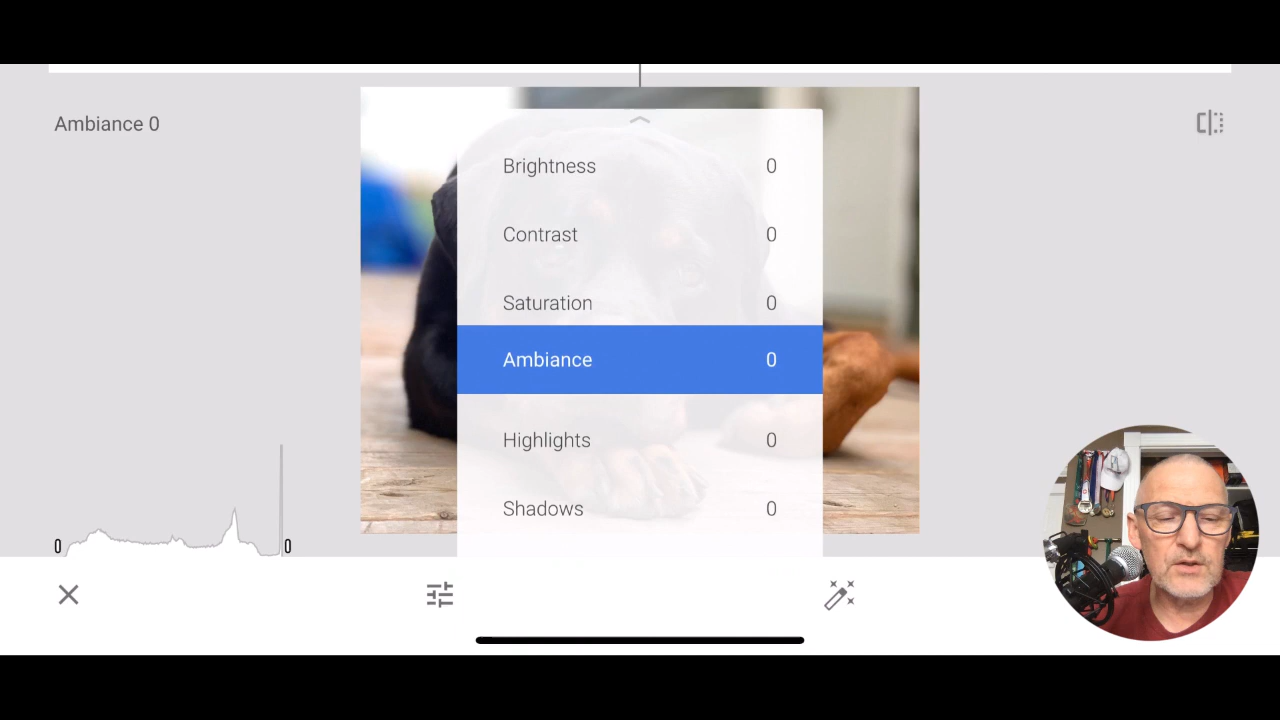 Ambiance 0
Brightness 0
Contrast 0
Saturation 0
Ambiance 0
Highlights 0
Shadows 0
0 0